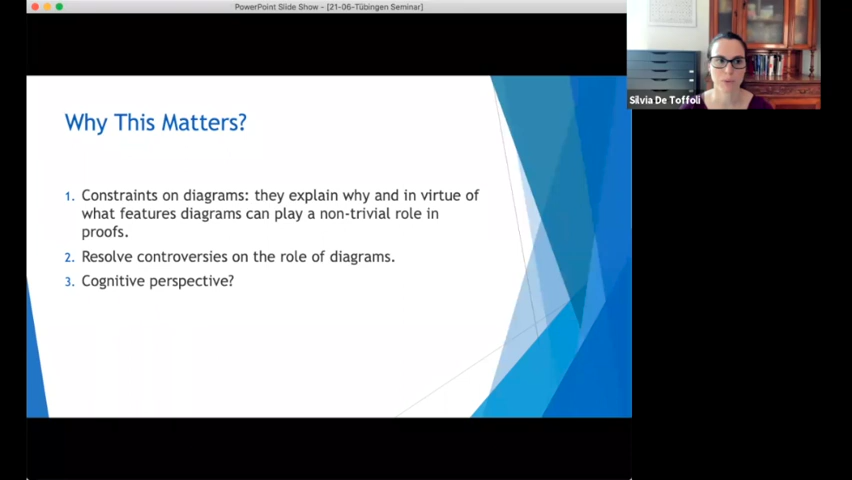 PowerPoint Slide Show - [21-06-Tübingen Seminar]
Silvia De Toffoli
Why This Matters?
1. Constraints on diagrams: they explain why and in virtue of
what features diagrams can play a non-trivial role in
proofs.
2. Resolve controversies on the role of diagrams.
3. Cognitive perspective?